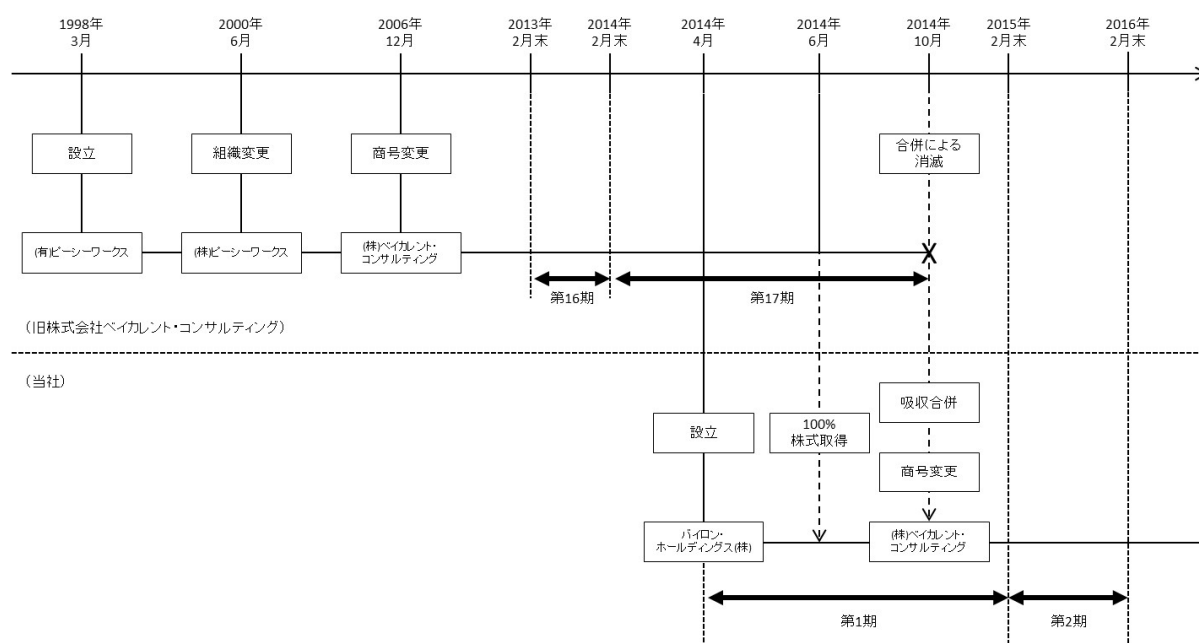 1998年
3月
2000年
6月
2006年
12月
2013年
2月末
2014年
2月末
2014年
4月
2014年
6月
2014年
10月
2015年
2月末
2016年
2月末
設立
組織変更
商号変更
合併による
消滅
(有)ピーシーワークス
(株)ピーシーワークス
(株)ベイカレント・
コンサルティング
X
第16期
第17期
(旧株式会社ベイカレント・コンサルティング)
(当社)
設立
100%
株式取得
吸収合併
商号変更
バイロン・
ホールディングス(株)
(株)ベイカレント・
コンサルティング
第1期
第2期